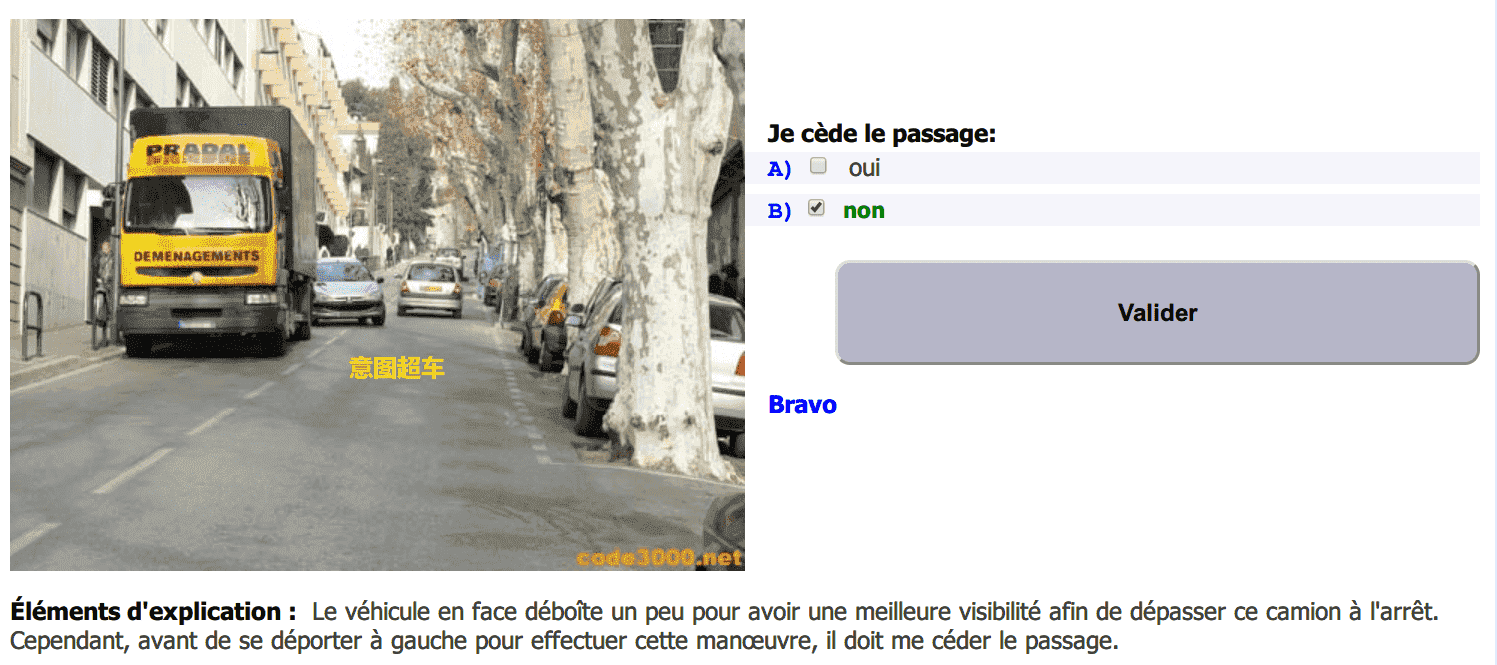 PRADAL
DEMENAGEMENTS
意图超车
code3000.net
Je cède le passage:
A) oui
B) non
Valider
Bravo
Éléments d'explication : Le véhicule en face déboîte un peu pour avoir une meilleure visibilité afin de dépasser ce camion à l'arrêt.
Cependant, avant de se déporter à gauche pour effectuer cette manœuvre, il doit me céder le passage.